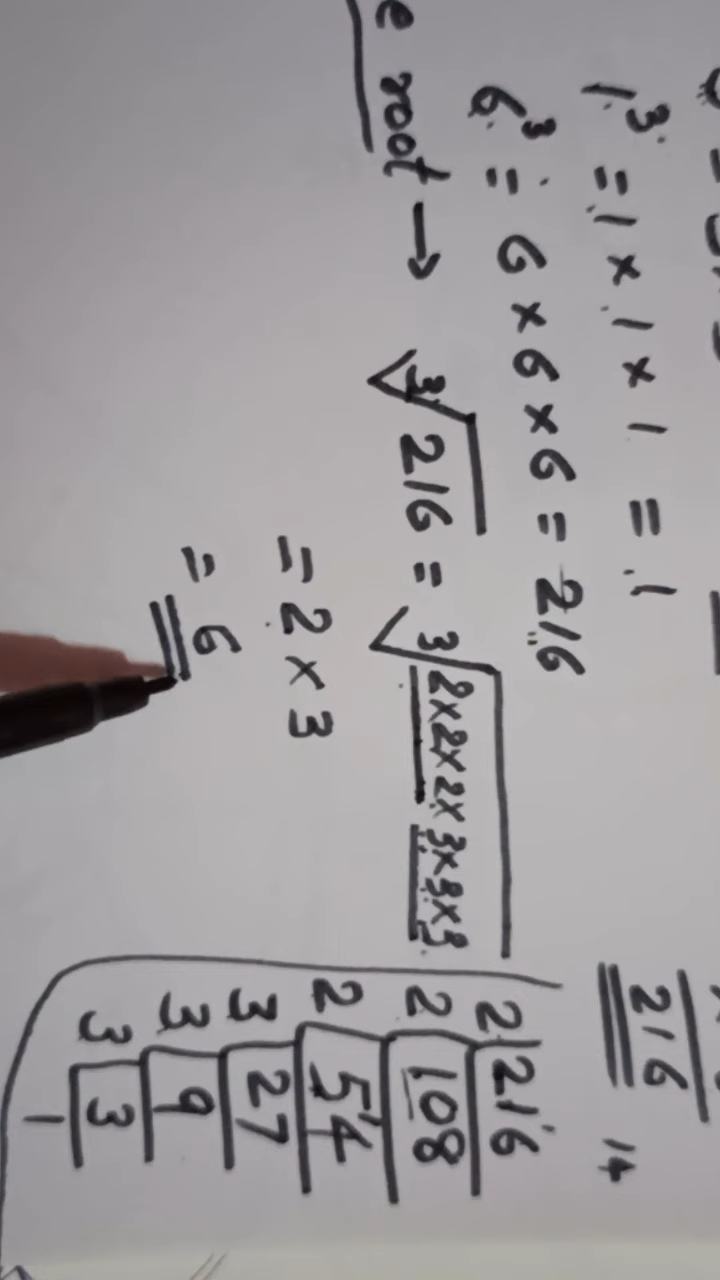 1³ = 1 × 1 × 1 = 1
6³ = 6 × 6 × 6 = 216
216
14
root → ∛216 = ∛2×2×2×3×3×3
= 2 × 3
= 6
2 216
2 108
2 54
3 27
3 9
3 3
1